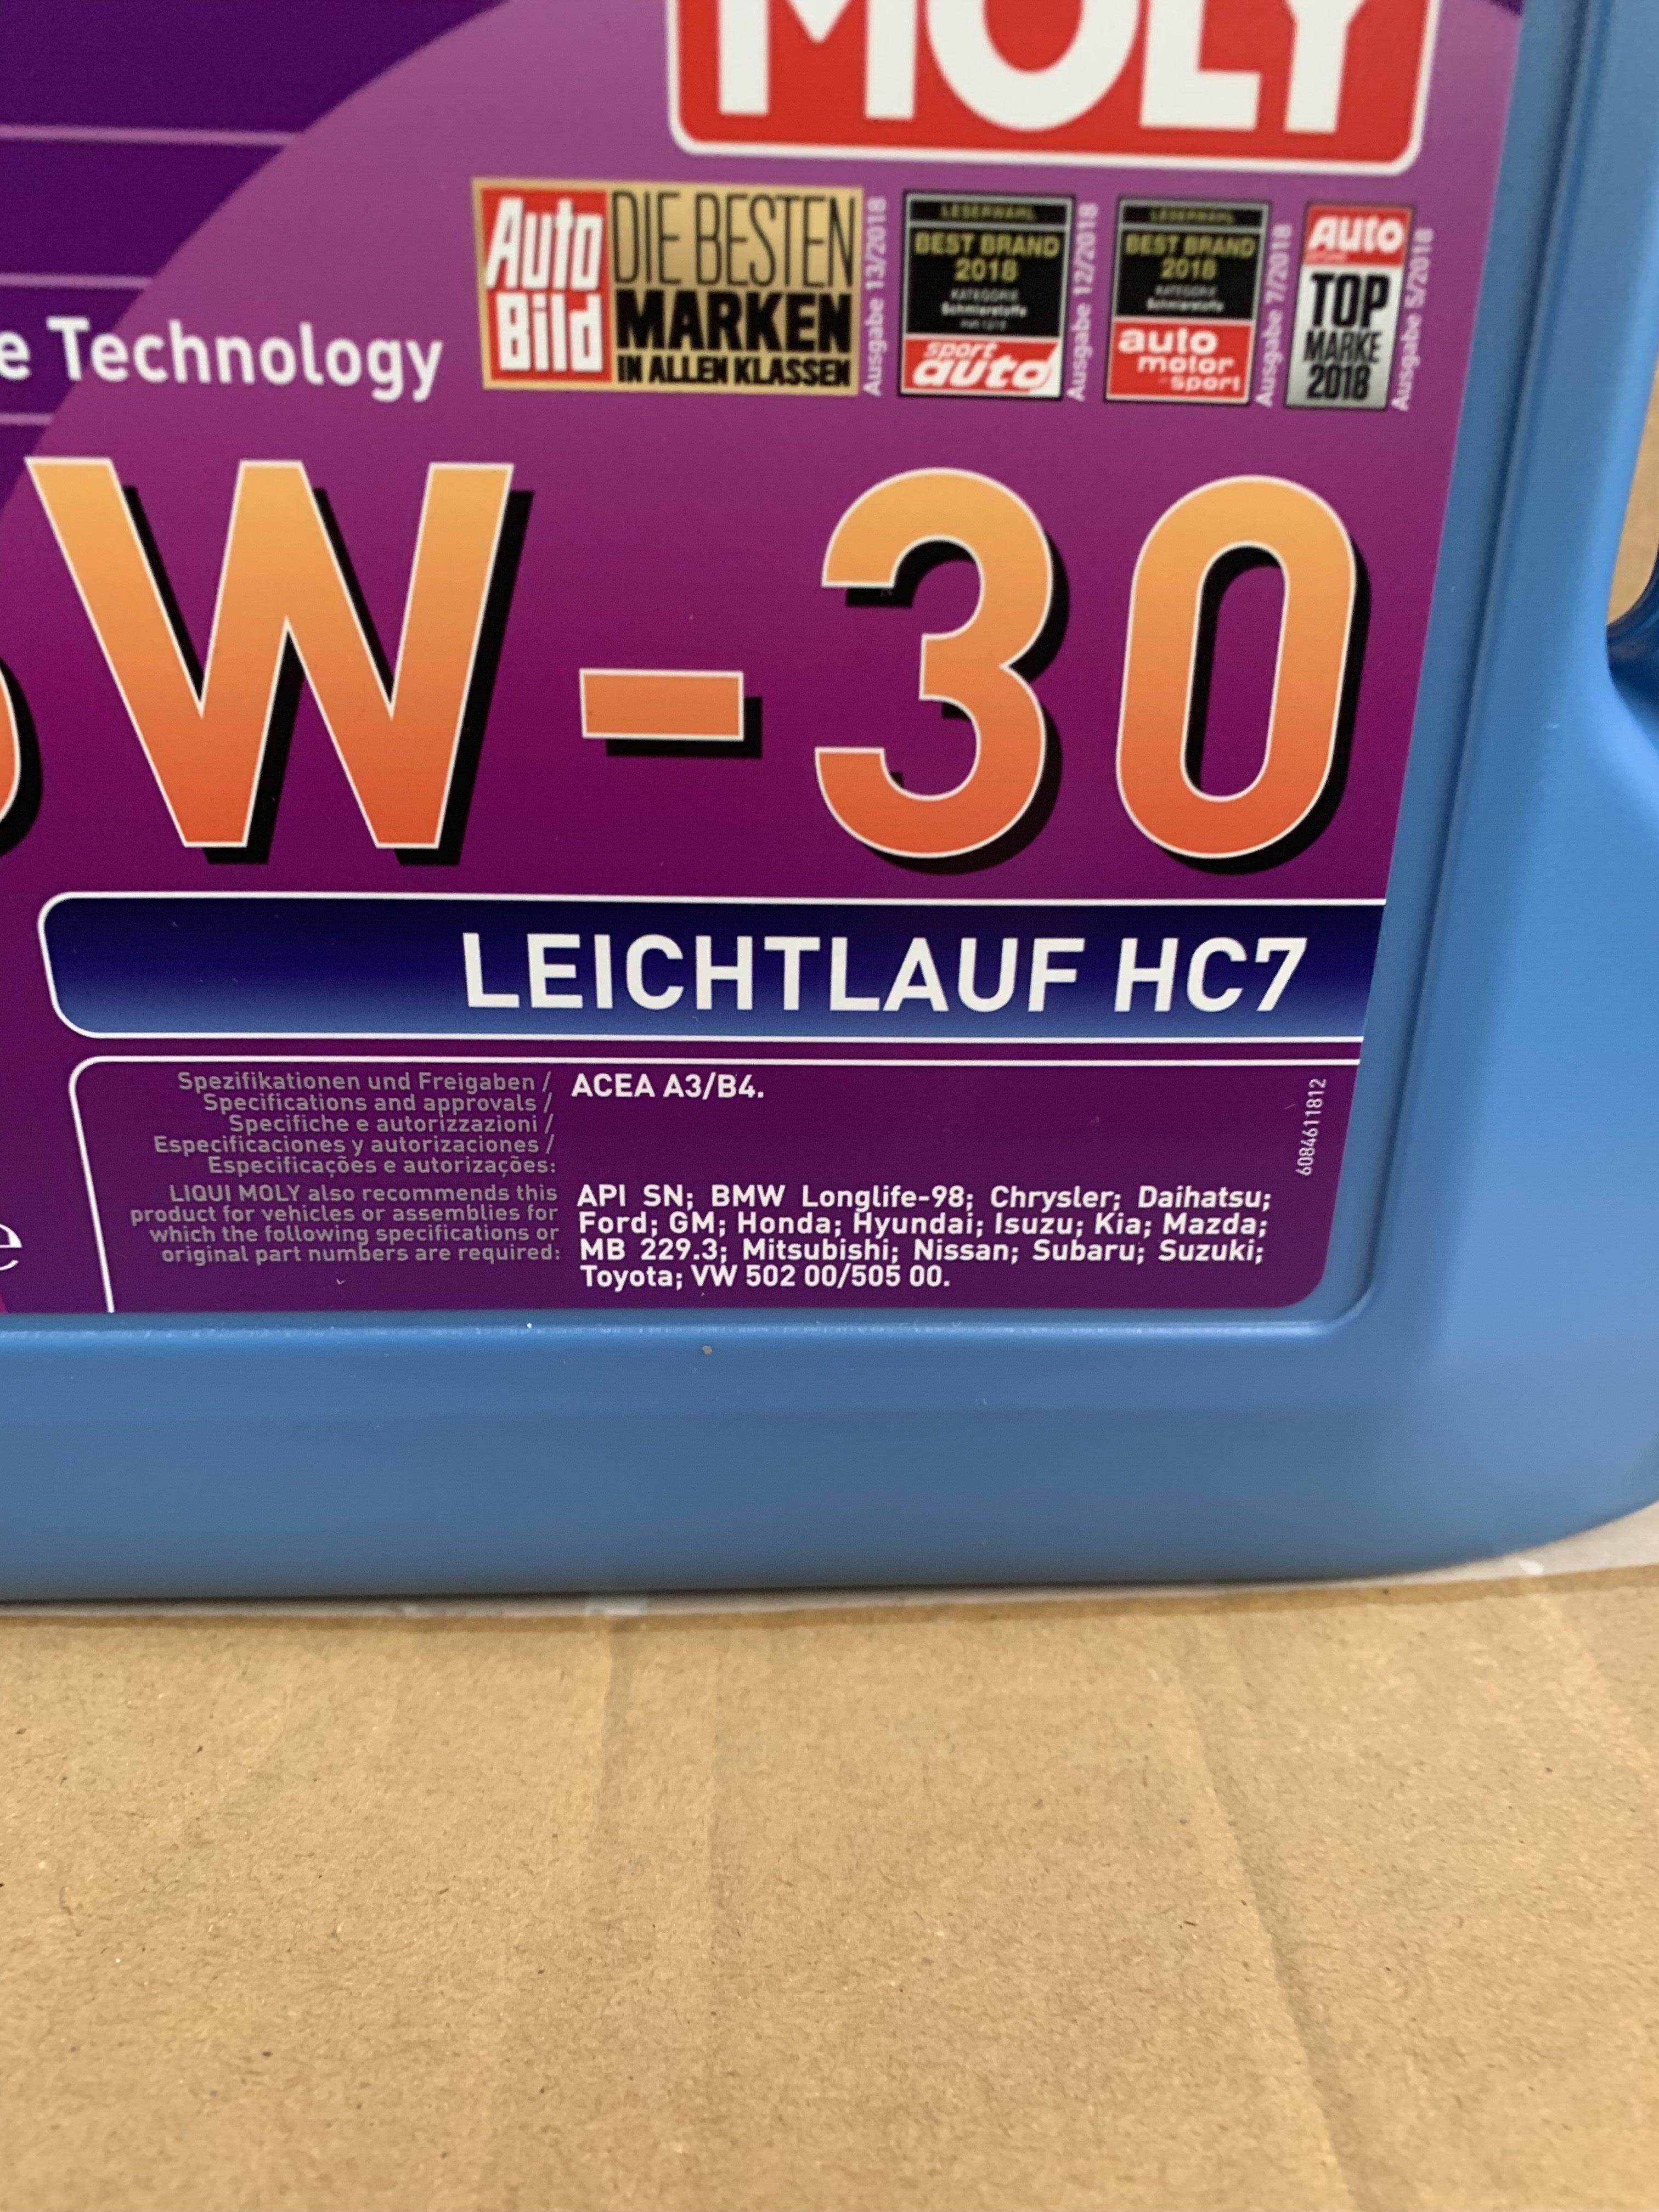 MOLY
Auto Bild
DIE BESTEN
MARKEN
IN ALLEN KLASSEN
Ausgabe 13/2018
LESERWAHL
BEST BRAND
2018
KATEGORIE
Schmierstoffe
sport
auto
Ausgabe 12/2018
LESERWAHL
BEST BRAND
2018
KATEGORIE
Schmierstoffe
auto
motor
sport
Ausgabe 7/2018
Auto
TOP
MARKE
2018
Ausgabe 5/2018
e Technology
W-30
LEICHTLAUF HC7
Spezifikationen und Freigaben /
Specifications and approvals /
Specifiche e autorizzazioni /
Especificaciones y autorizaciones /
Especificações e autorizações:
ACEA A3/B4.
6084611812
LIQUI MOLY also recommends this
product for vehicles or assemblies for
which the following specifications or
original part numbers are required:
API SN; BMW Longlife-98; Chrysler; Daihatsu;
Ford; GM; Honda; Hyundai; Isuzu; Kia; Mazda;
MB 229.3; Mitsubishi; Nissan; Subaru; Suzuki;
Toyota; VW 502 00/505 00.
e